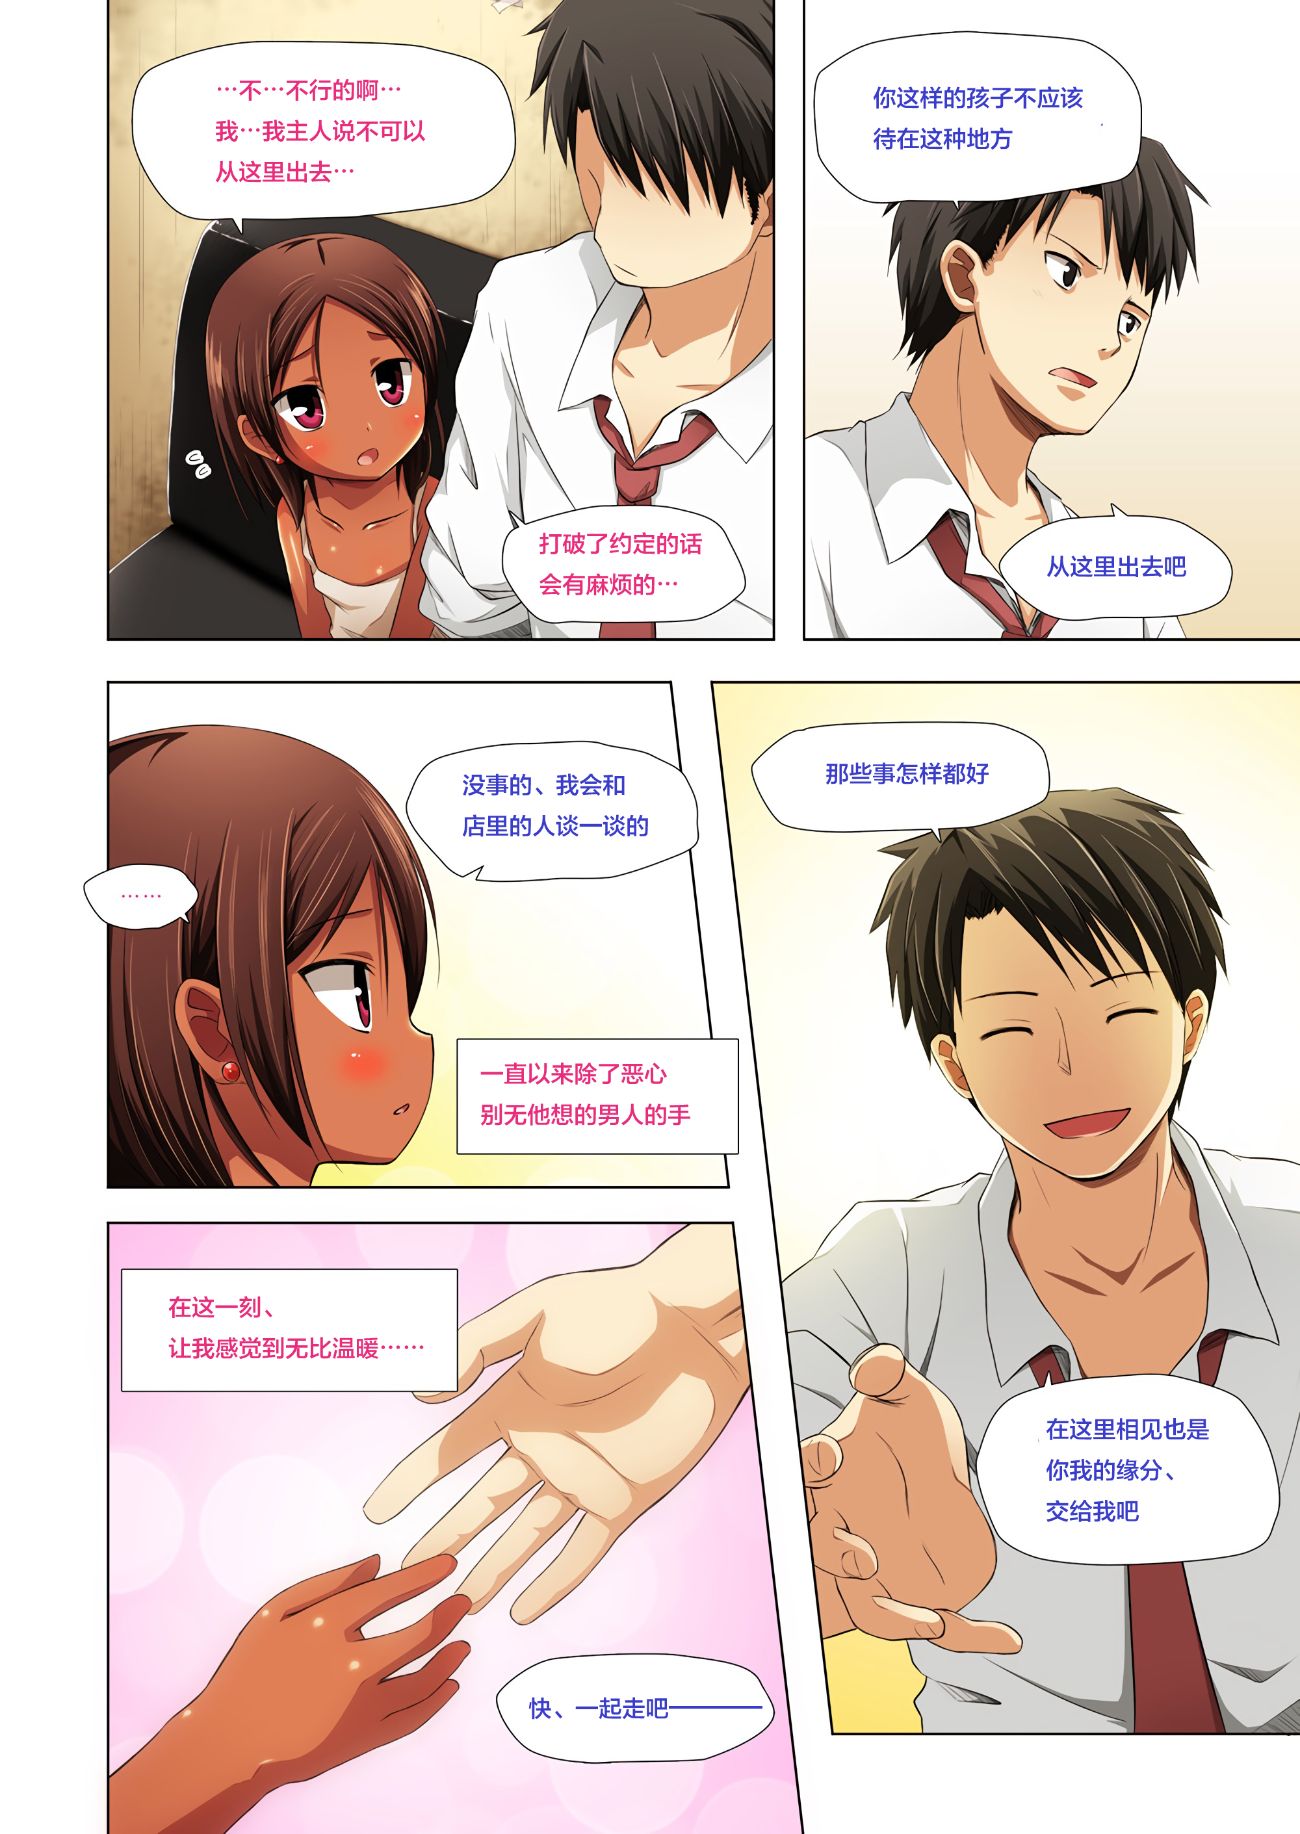 你这样的孩子不应该
待在这种地方
从这里出去吧
…不…不行的啊…
我…我主人说不可以
从这里出去…
打破了约定的话
会有麻烦的…
那些事怎样都好
在这里相见也是
你我的缘分、
交给我吧
没事的、我会和
店里的人谈一谈的
……
一直以来除了恶心
别无他想的男人的手
在这一刻、
让我感觉到无比温暖……
快、一起走吧————